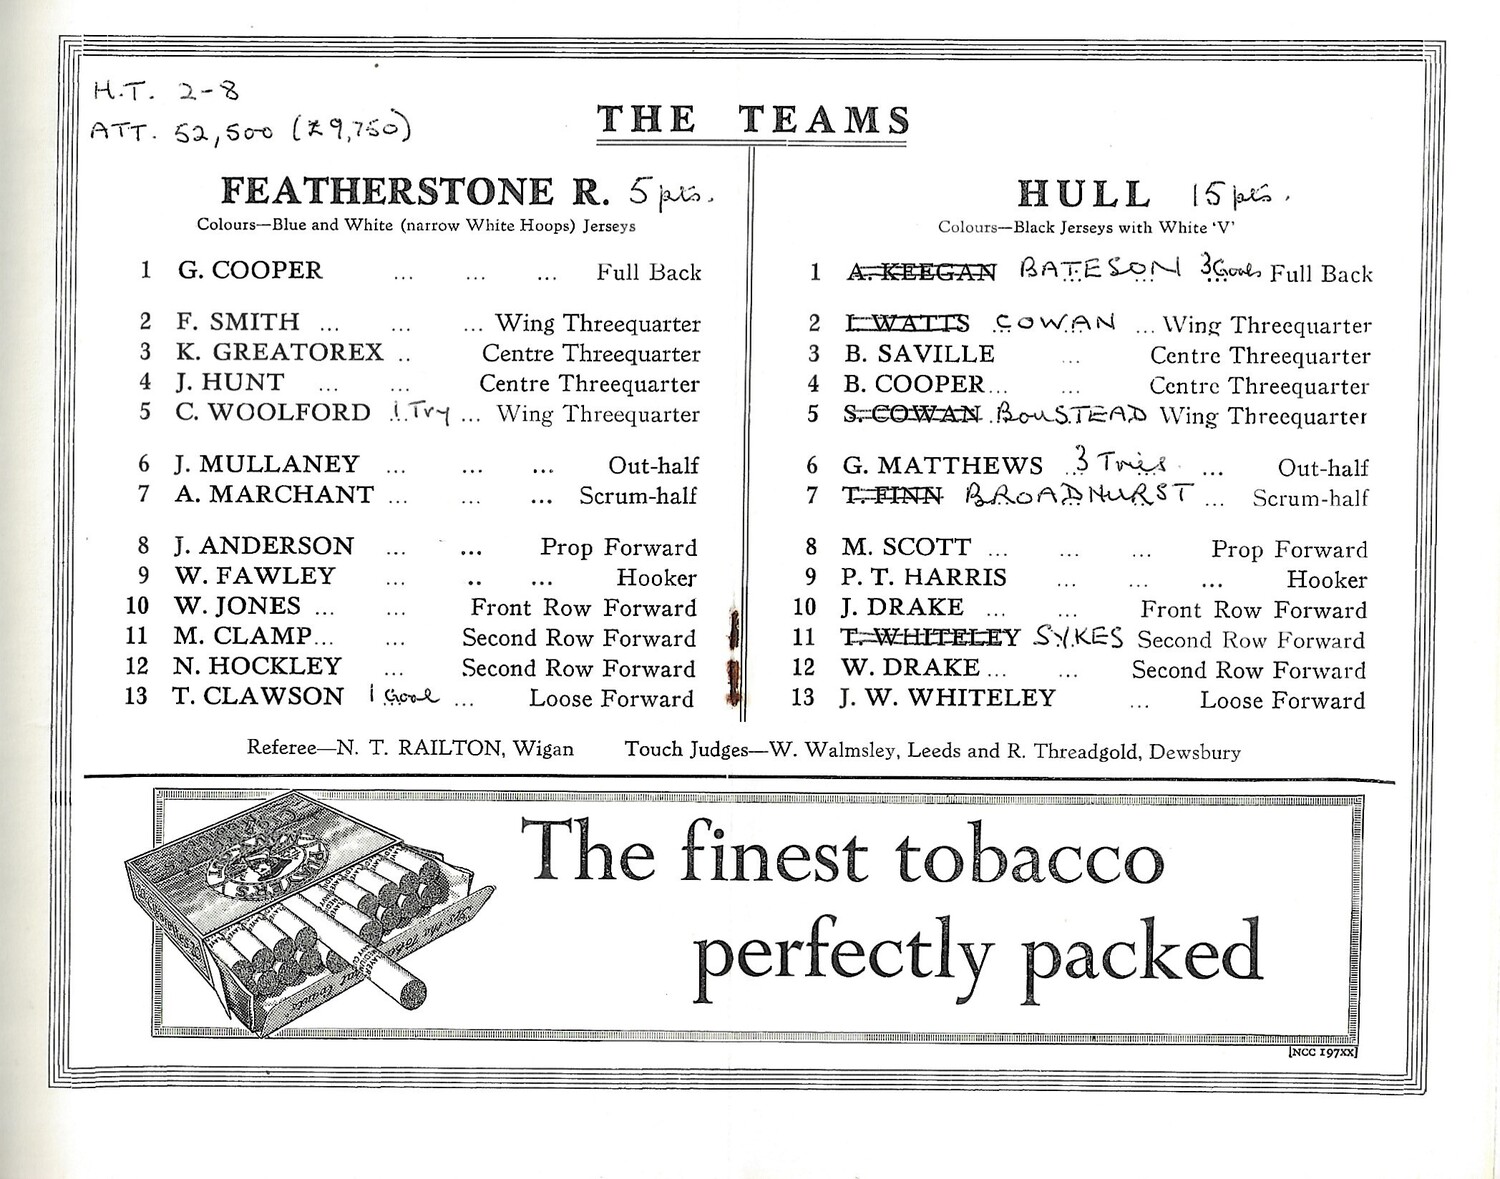 H.T. 2-8
ATT. 52,500 (£9,750)
THE TEAMS
FEATHERSTONE R. 5 pts.
Colours—Blue and White (narrow White Hoops) Jerseys
1 G. COOPER ... ... ... Full Back
2 F. SMITH ... ... ... Wing Threequarter
3 K. GREATOREX .. Centre Threequarter
4 J. HUNT ... ... Centre Threequarter
5 C. WOOLFORD 1 Try ... Wing Threequarter
6 J. MULLANEY ... ... ... Out-half
7 A. MARCHANT ... ... ... Scrum-half
8 J. ANDERSON ... ... Prop Forward
9 W. FAWLEY ... .. ... Hooker
10 W. JONES ... ... Front Row Forward
11 M. CLAMP... ... Second Row Forward
12 N. HOCKLEY ... Second Row Forward
13 T. CLAWSON 1 Goal ... Loose Forward
HULL 15 pts.
Colours—Black Jerseys with White 'V'
1 A. KEEGAN BATESON 3 Goals Full Back
2 I. WATTS COWAN ... Wing Threequarter
3 B. SAVILLE ... Centre Threequarter
4 B. COOPER... ... Centre Threequarter
5 S. COWAN BOUSTEAD Wing Threequarter
6 G. MATTHEWS 3 Tries ... Out-half
7 T. FINN BROADHURST ... Scrum-half
8 M. SCOTT ... ... ... Prop Forward
9 P. T. HARRIS ... ... ... Hooker
10 J. DRAKE ... ... Front Row Forward
11 T. WHITELEY SYKES Second Row Forward
12 W. DRAKE ... ... Second Row Forward
13 J. W. WHITELEY ... Loose Forward
Referee—N. T. RAILTON, Wigan Touch Judges—W. Walmsley, Leeds and R. Threadgold, Dewsbury
The finest tobacco
perfectly packed
[NCC 197XX]